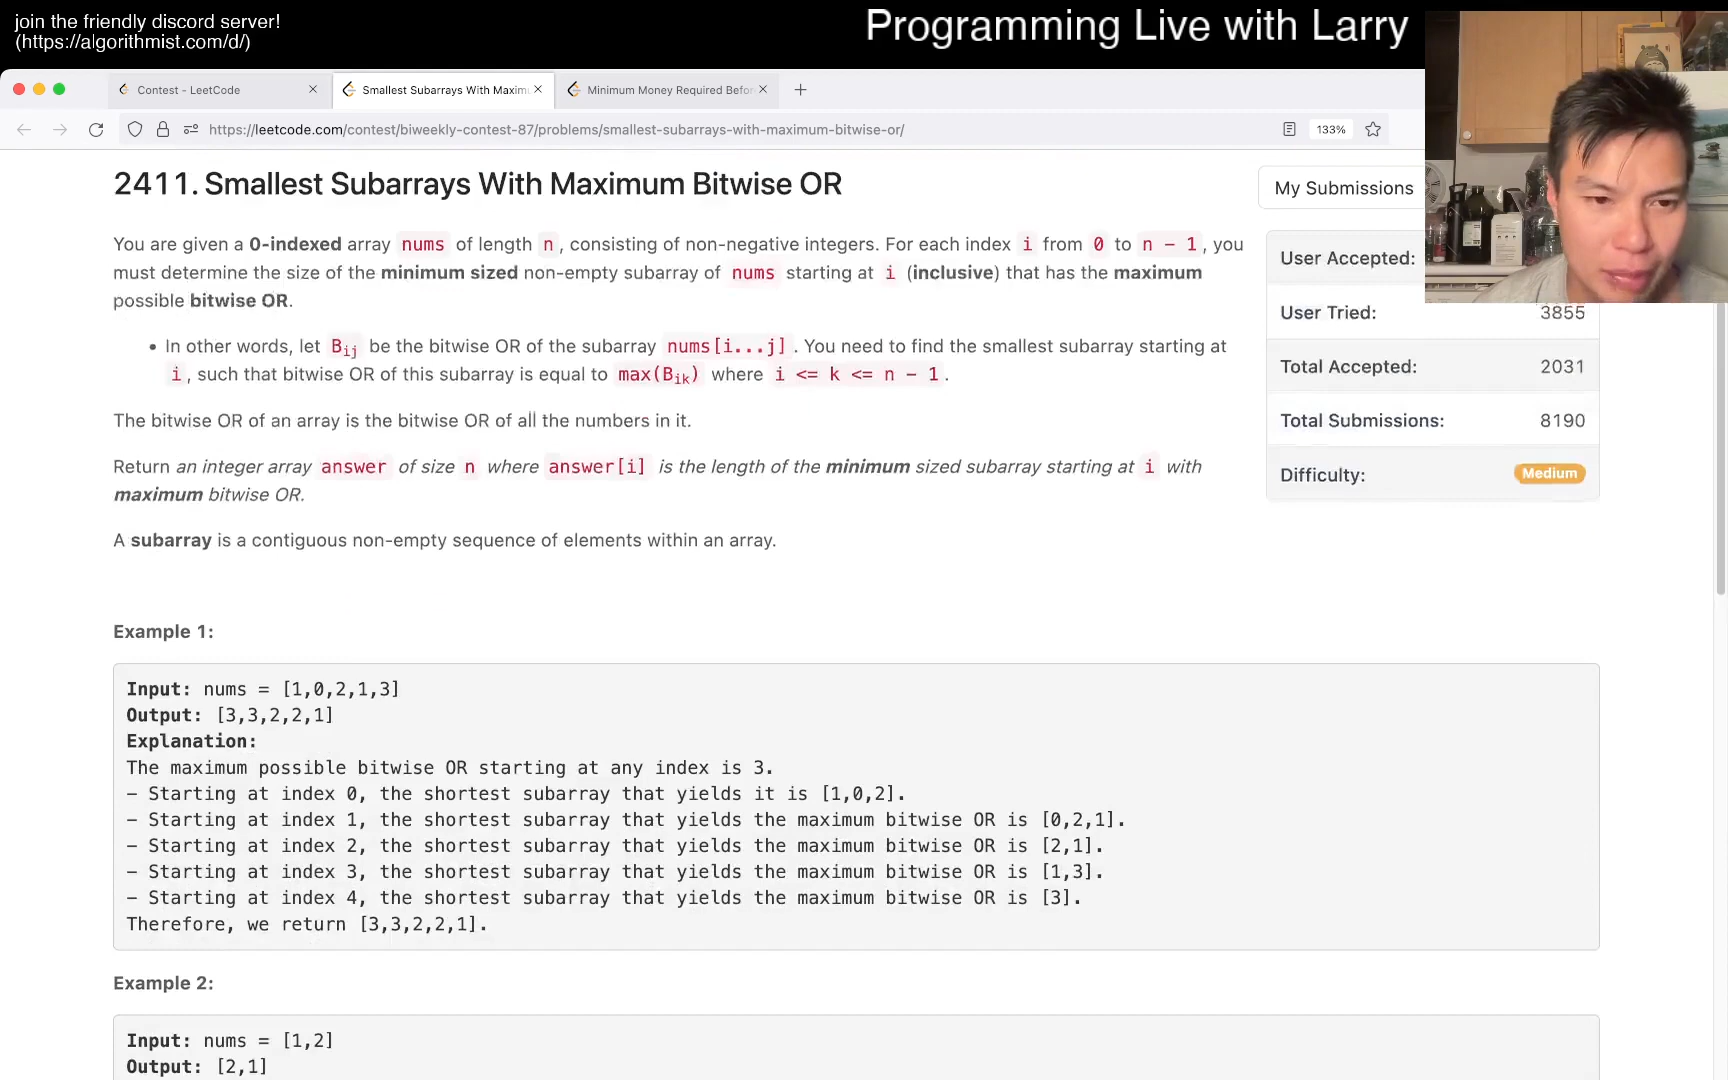 join the friendly discord server!
(https://algorithmist.com/d/)
Programming Live with Larry
Contest - LeetCode
Smallest Subarrays With Maxim
Minimum Money Required Befor
https://leetcode.com/contest/biweekly-contest-87/problems/smallest-subarrays-with-maximum-bitwise-or/
133%
2411. Smallest Subarrays With Maximum Bitwise OR
My Submissions
You are given a 0-indexed array nums of length n, consisting of non-negative integers. For each index i from 0 to n - 1, you
must determine the size of the minimum sized non-empty subarray of nums starting at i (inclusive) that has the maximum
possible bitwise OR.
• In other words, let Bij be the bitwise OR of the subarray nums[i...j]. You need to find the smallest subarray starting at
i, such that bitwise OR of this subarray is equal to max(Bik) where i <= k <= n - 1.
The bitwise OR of an array is the bitwise OR of all the numbers in it.
Return an integer array answer of size n where answer[i] is the length of the minimum sized subarray starting at i with
maximum bitwise OR.
A subarray is a contiguous non-empty sequence of elements within an array.
User Accepted:
User Tried: 3855
Total Accepted: 2031
Total Submissions: 8190
Difficulty: Medium
Example 1:
Input: nums = [1,0,2,1,3]
Output: [3,3,2,2,1]
Explanation:
The maximum possible bitwise OR starting at any index is 3.
- Starting at index 0, the shortest subarray that yields it is [1,0,2].
- Starting at index 1, the shortest subarray that yields the maximum bitwise OR is [0,2,1].
- Starting at index 2, the shortest subarray that yields the maximum bitwise OR is [2,1].
- Starting at index 3, the shortest subarray that yields the maximum bitwise OR is [1,3].
- Starting at index 4, the shortest subarray that yields the maximum bitwise OR is [3].
Therefore, we return [3,3,2,2,1].
Example 2:
Input: nums = [1,2]
Output: [2,1]